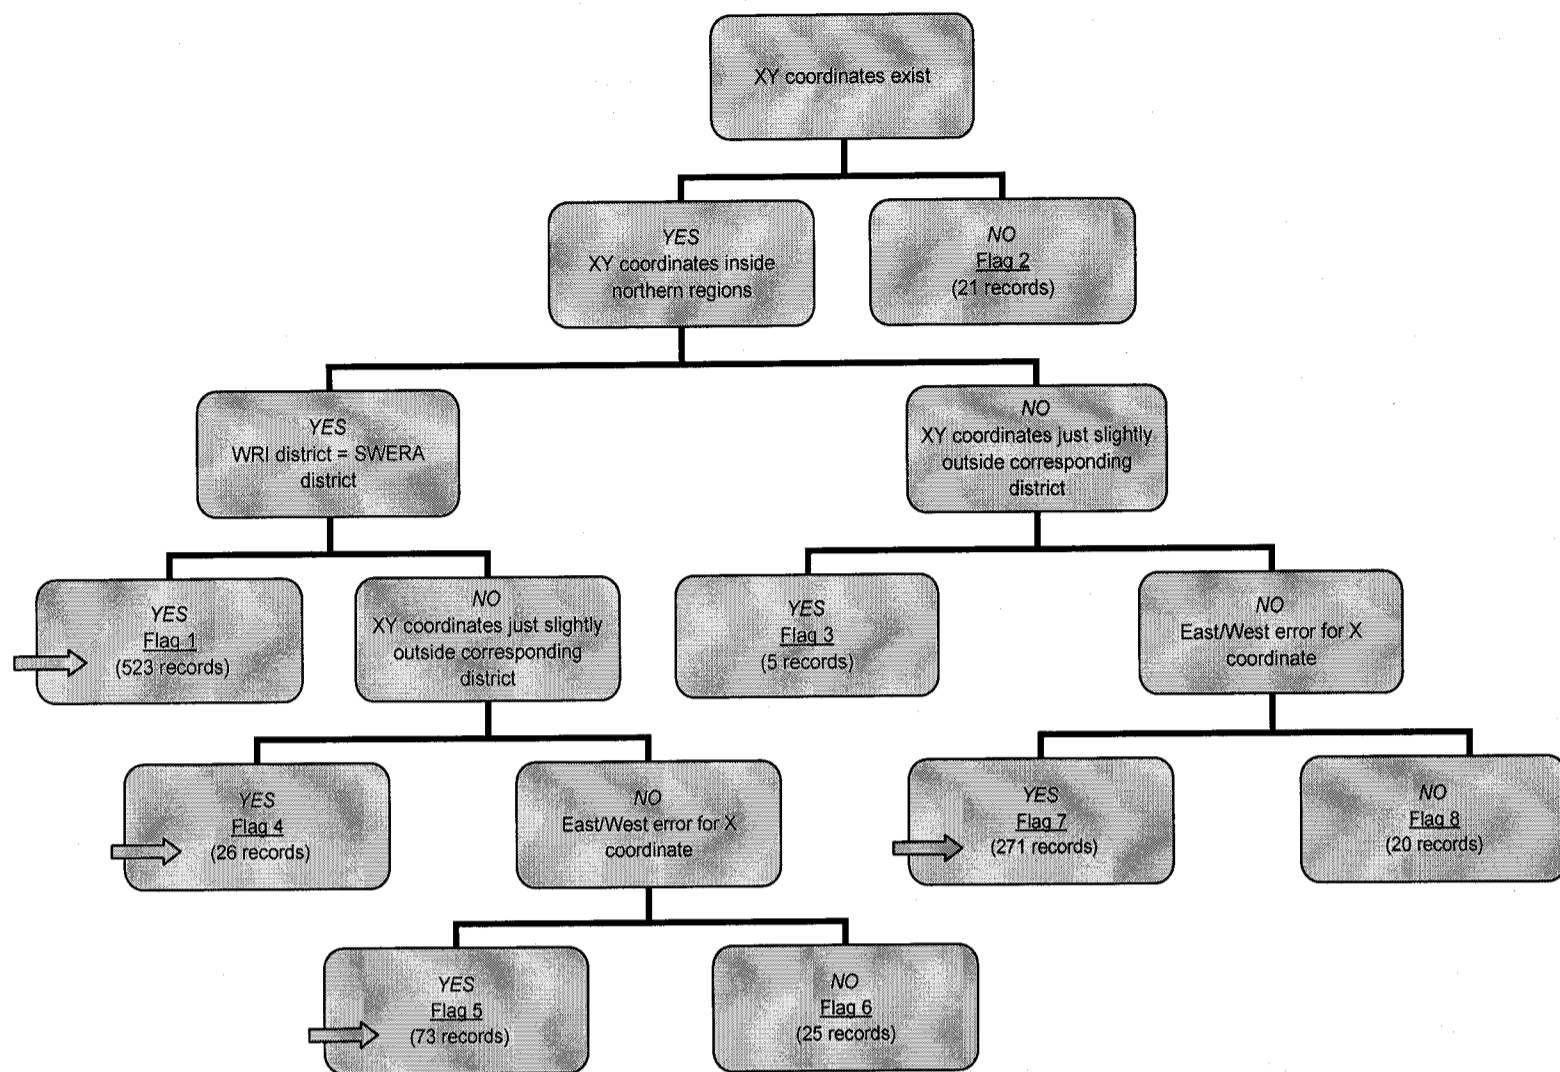 XY coordinates exist
YES
XY coordinates inside
northern regions
NO
Flag 2
(21 records)
YES
WRI district = SWERA
district
NO
XY coordinates just slightly
outside corresponding
district
YES
Flag 1
(523 records)
NO
XY coordinates just slightly
outside corresponding
district
YES
Flag 3
(5 records)
NO
East/West error for X
coordinate
YES
Flag 4
(26 records)
NO
East/West error for X
coordinate
YES
Flag 7
(271 records)
NO
Flag 8
(20 records)
YES
Flag 5
(73 records)
NO
Flag 6
(25 records)